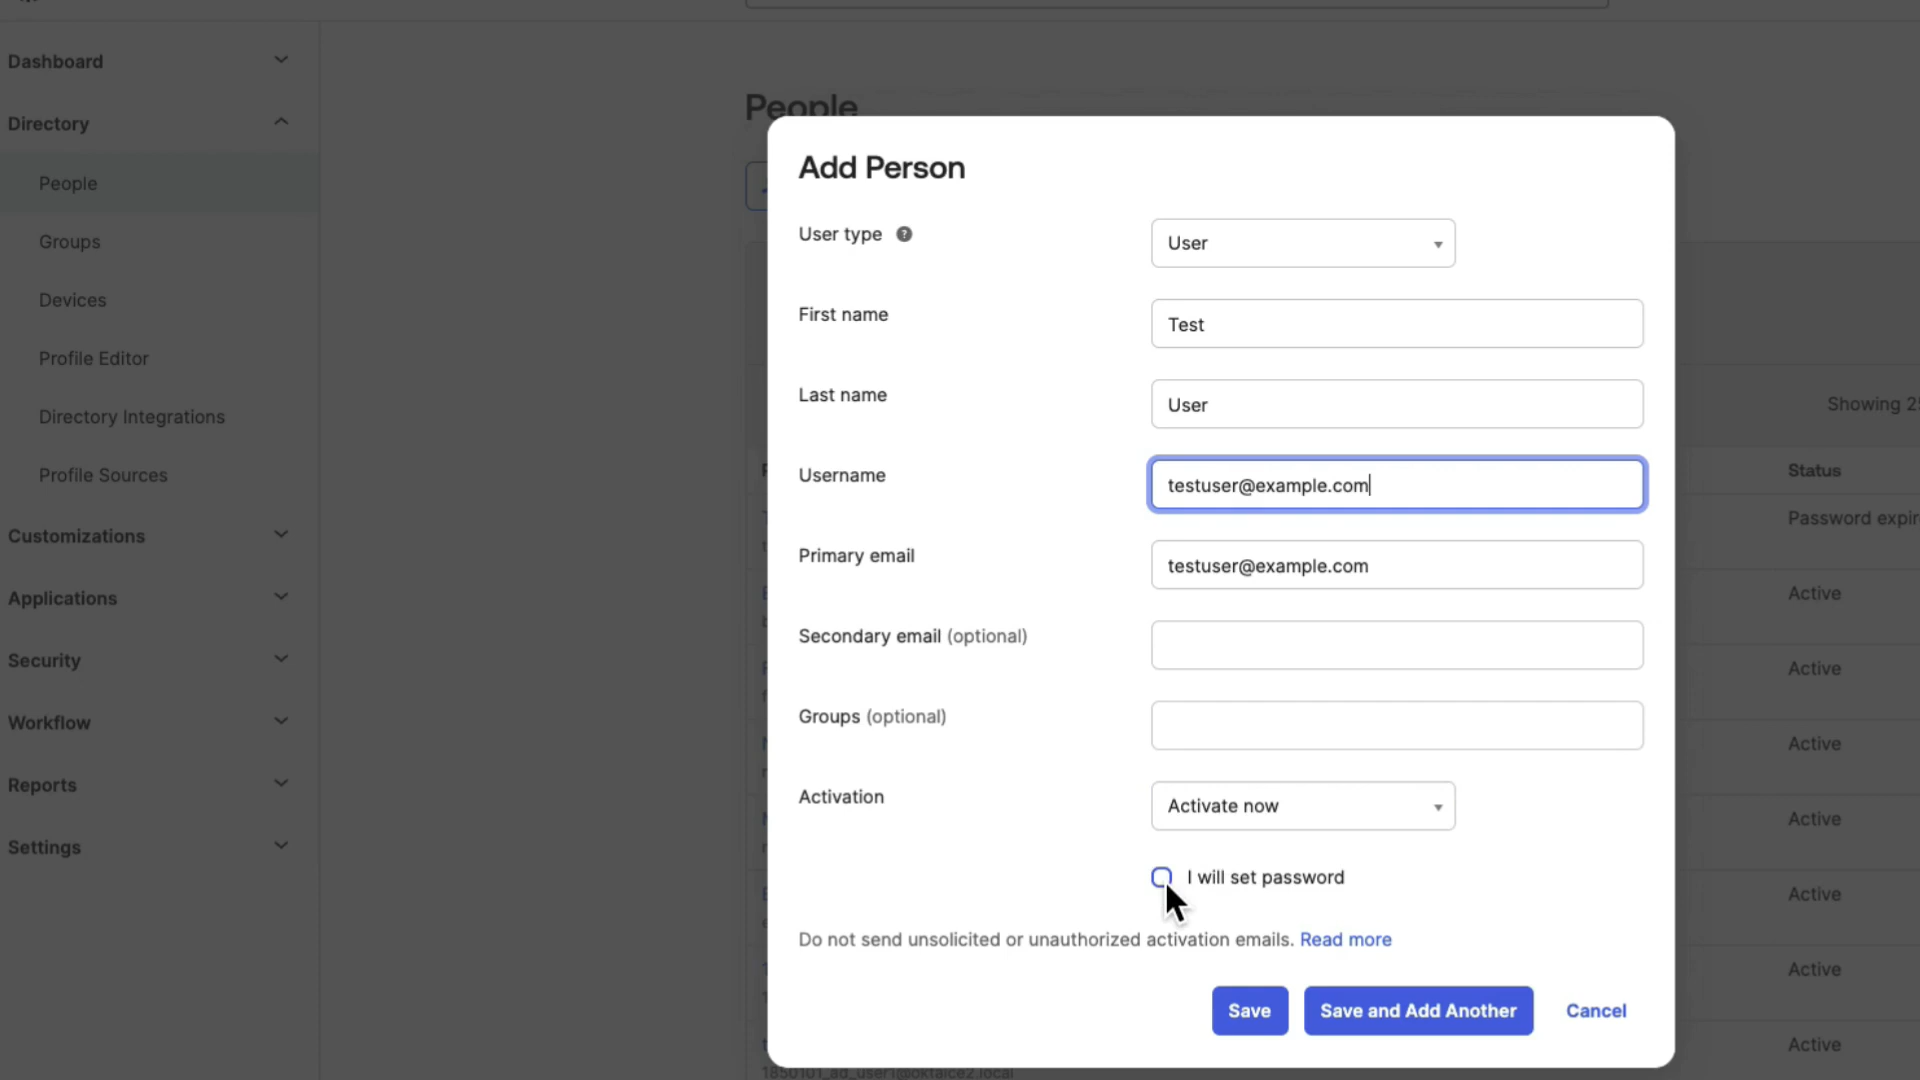 Dashboard
Directory
People
Groups
Devices
Profile Editor
Directory Integrations
Profile Sources
Customizations
Applications
Security
Workflow
Reports
Settings
People
Add Person
User type ?
User
First name
Test
Last name
User
Username
testuser@example.com
Primary email
testuser@example.com
Secondary email (optional)
Groups (optional)
Activation
Activate now
I will set password
Do not send unsolicited or unauthorized activation emails. Read more
Save
Save and Add Another
Cancel
Showing 25
Status
Password expir
Active
Active
Active
Active
Active
Active
Active
1850101_ad_user1@oktaice2.local